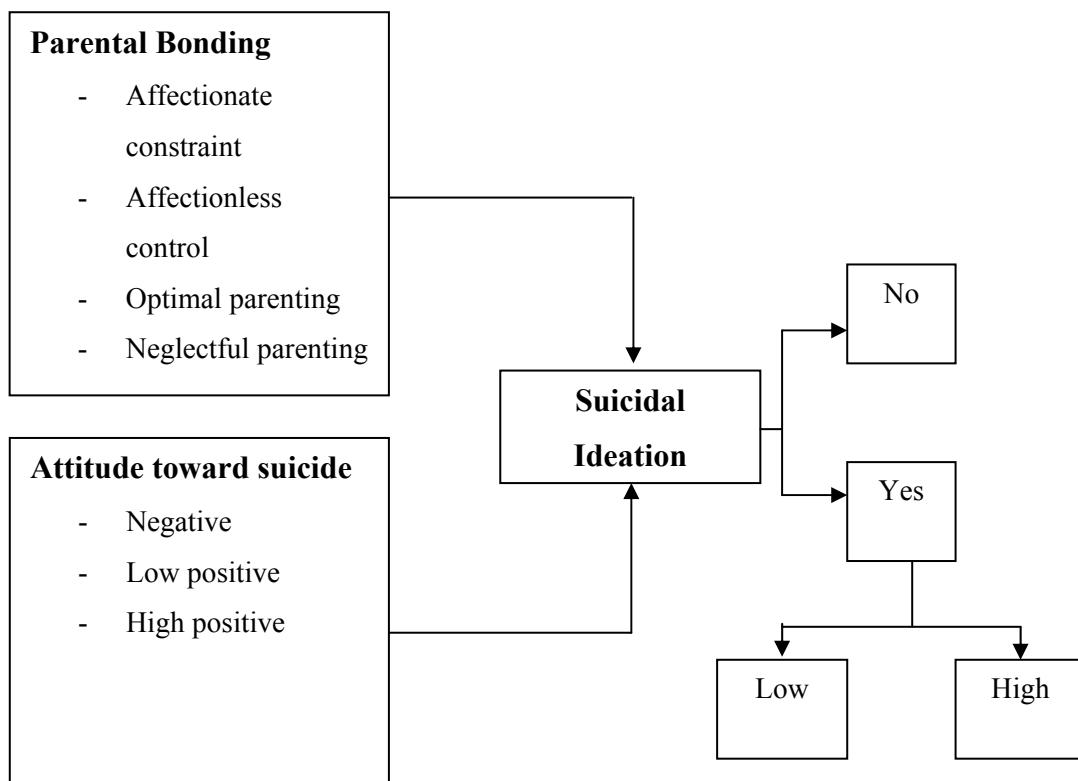 Parental Bonding
- Affectionate
constraint
- Affectionless
control
- Optimal parenting
- Neglectful parenting
Attitude toward suicide
- Negative
- Low positive
- High positive
Suicidal
Ideation
No
Yes
Low
High